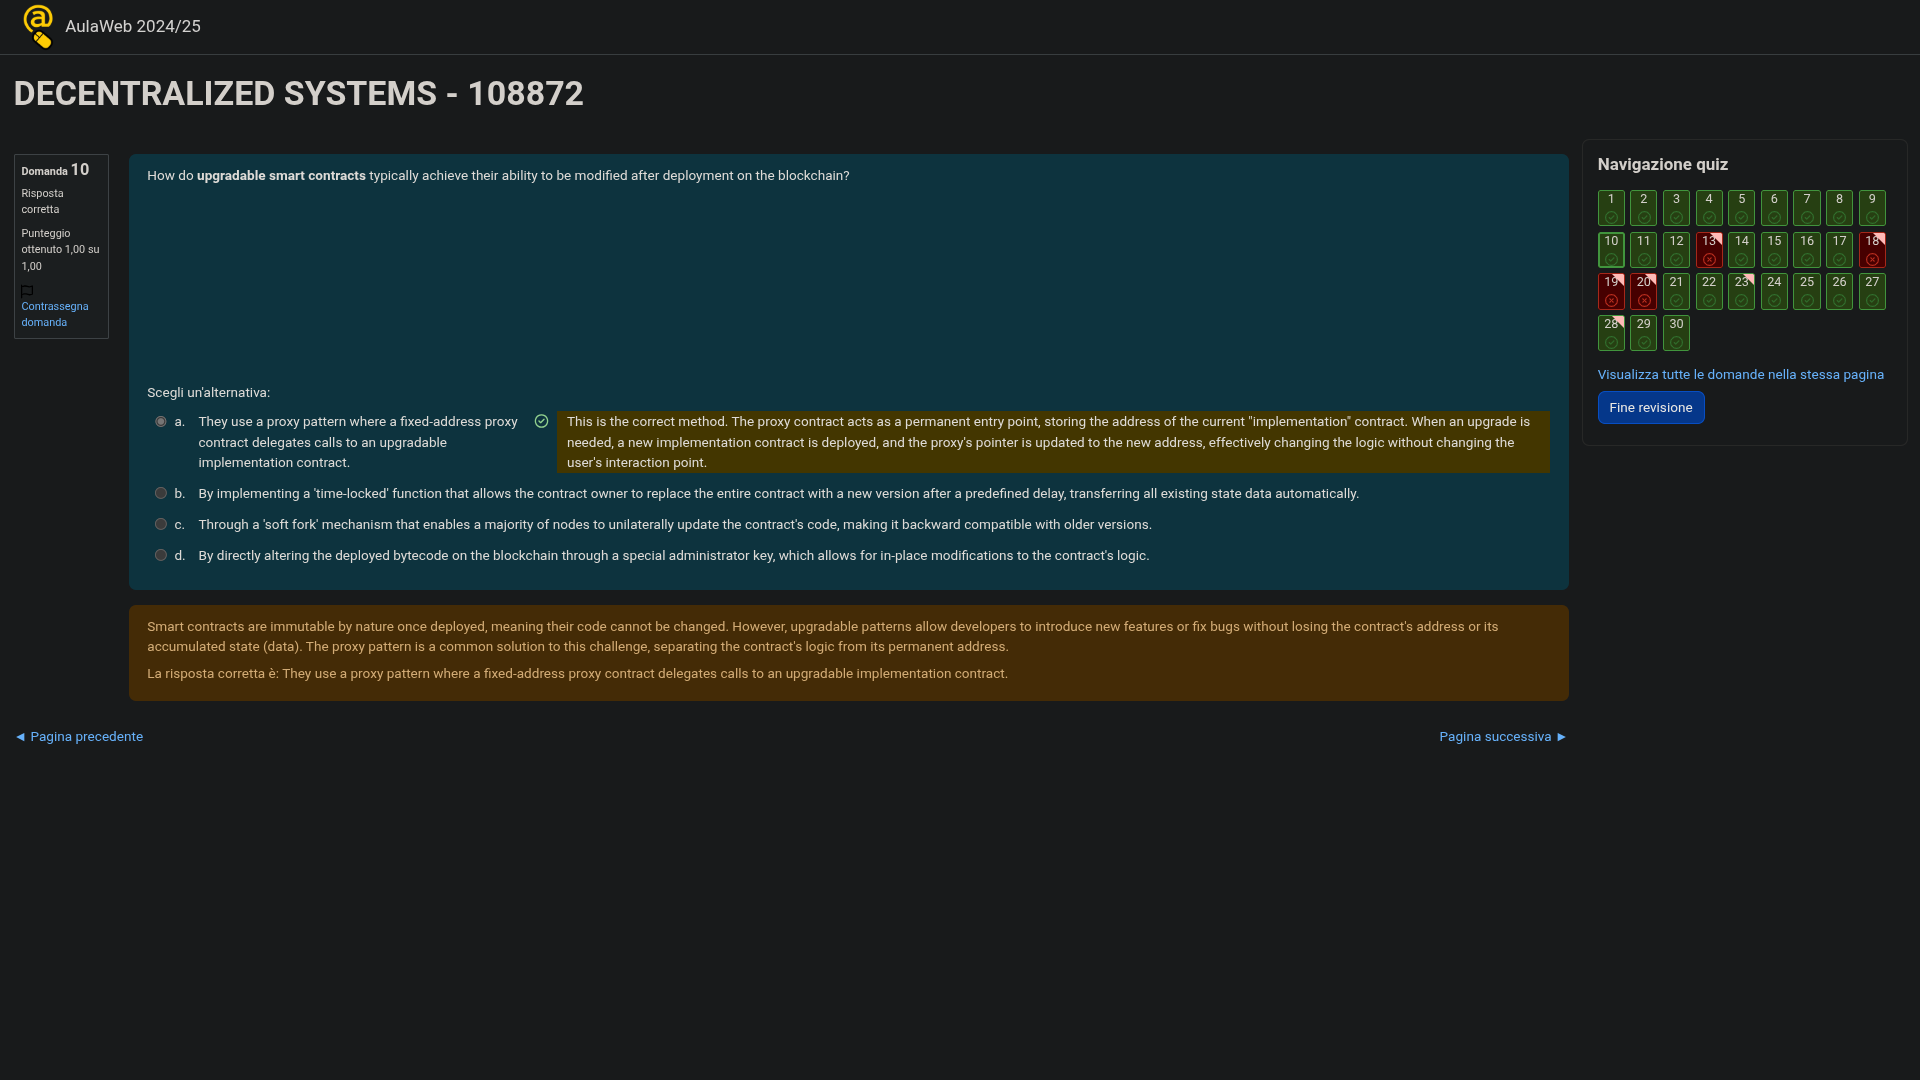 AulaWeb 2024/25
DECENTRALIZED SYSTEMS - 108872
Domanda 10
Risposta
corretta
Punteggio
ottenuto 1,00 su
1,00
Contrassegna
domanda
How do upgradable smart contracts typically achieve their ability to be modified after deployment on the blockchain?
Scegli un'alternativa:
a. They use a proxy pattern where a fixed-address proxy
contract delegates calls to an upgradable
implementation contract.
This is the correct method. The proxy contract acts as a permanent entry point, storing the address of the current "implementation" contract. When an upgrade is
needed, a new implementation contract is deployed, and the proxy's pointer is updated to the new address, effectively changing the logic without changing the
user's interaction point.
b. By implementing a 'time-locked' function that allows the contract owner to replace the entire contract with a new version after a predefined delay, transferring all existing state data automatically.
c. Through a 'soft fork' mechanism that enables a majority of nodes to unilaterally update the contract's code, making it backward compatible with older versions.
d. By directly altering the deployed bytecode on the blockchain through a special administrator key, which allows for in-place modifications to the contract's logic.
Smart contracts are immutable by nature once deployed, meaning their code cannot be changed. However, upgradable patterns allow developers to introduce new features or fix bugs without losing the contract's address or its
accumulated state (data). The proxy pattern is a common solution to this challenge, separating the contract's logic from its permanent address.
La risposta corretta è: They use a proxy pattern where a fixed-address proxy contract delegates calls to an upgradable implementation contract.
◄ Pagina precedente
Pagina successiva ►
Navigazione quiz
1 2 3 4 5 6 7 8 9
10 11 12 13 14 15 16 17 18
19 20 21 22 23 24 25 26 27
28 29 30
Visualizza tutte le domande nella stessa pagina
Fine revisione